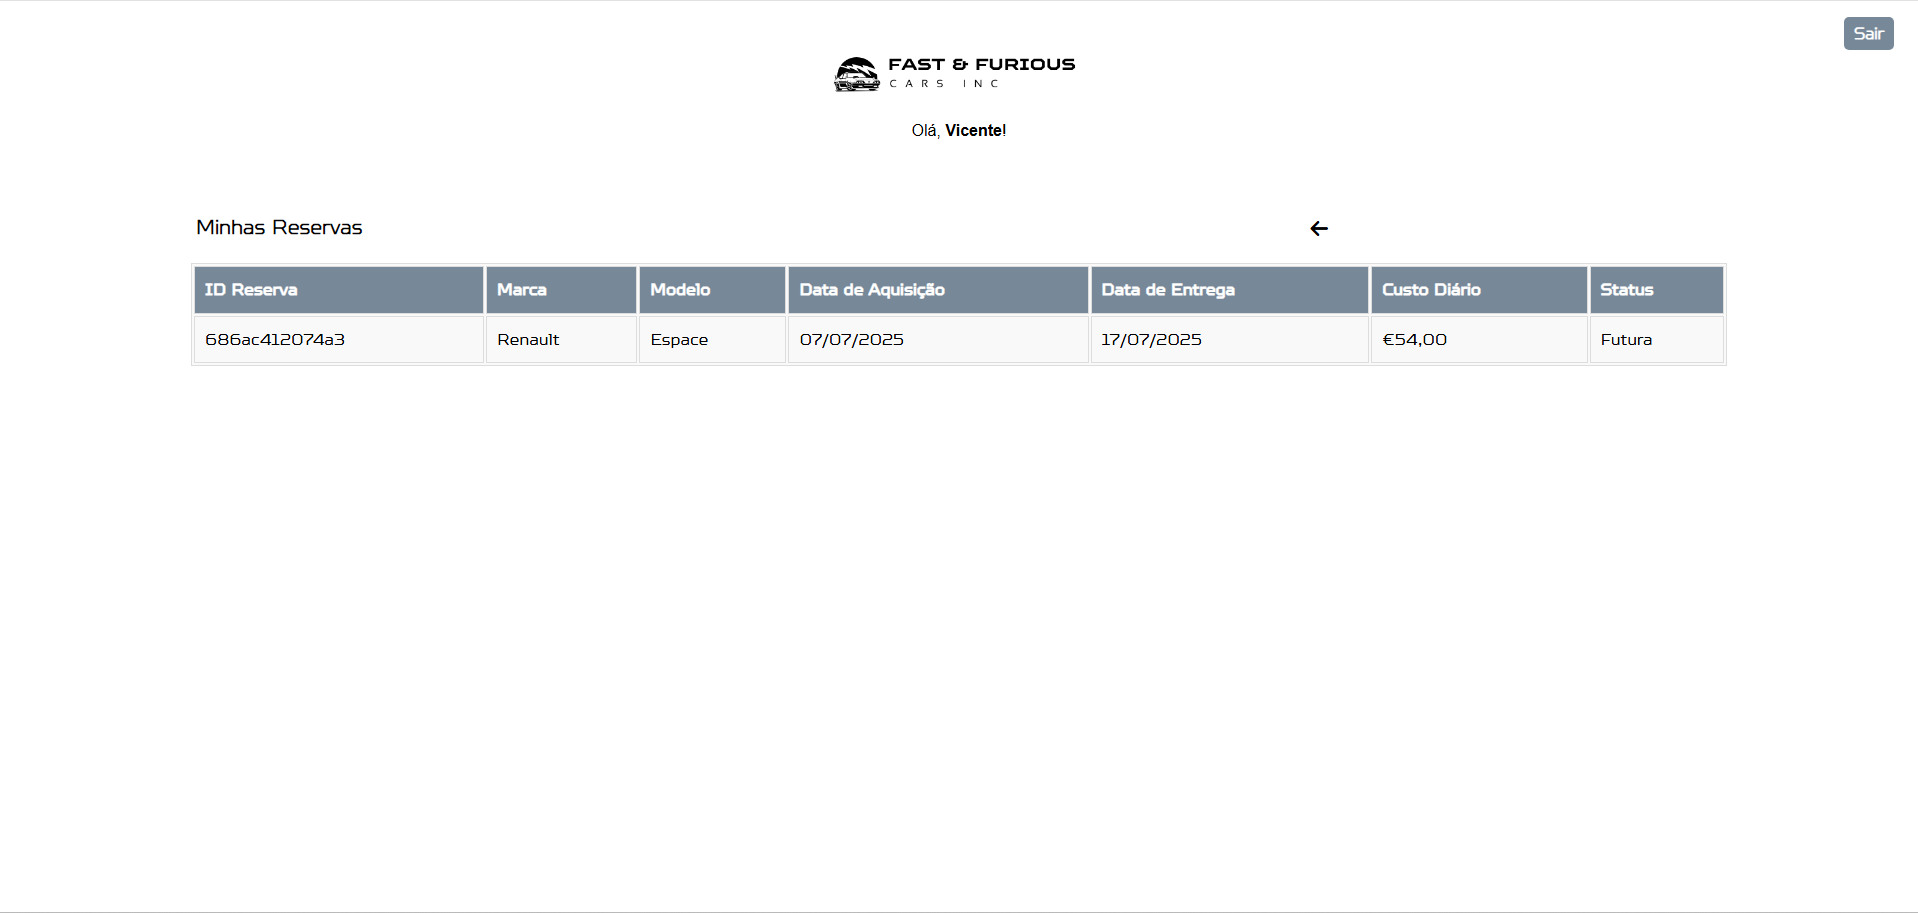 Sair
FAST & FURIOUS
CARS INC
Olá, Vicente!
Minhas Reservas
ID Reserva Marca Modelo Data de Aquisição Data de Entrega Custo Diário Status
686ac412074a3 Renault Espace 07/07/2025 17/07/2025 €54,00 Futura